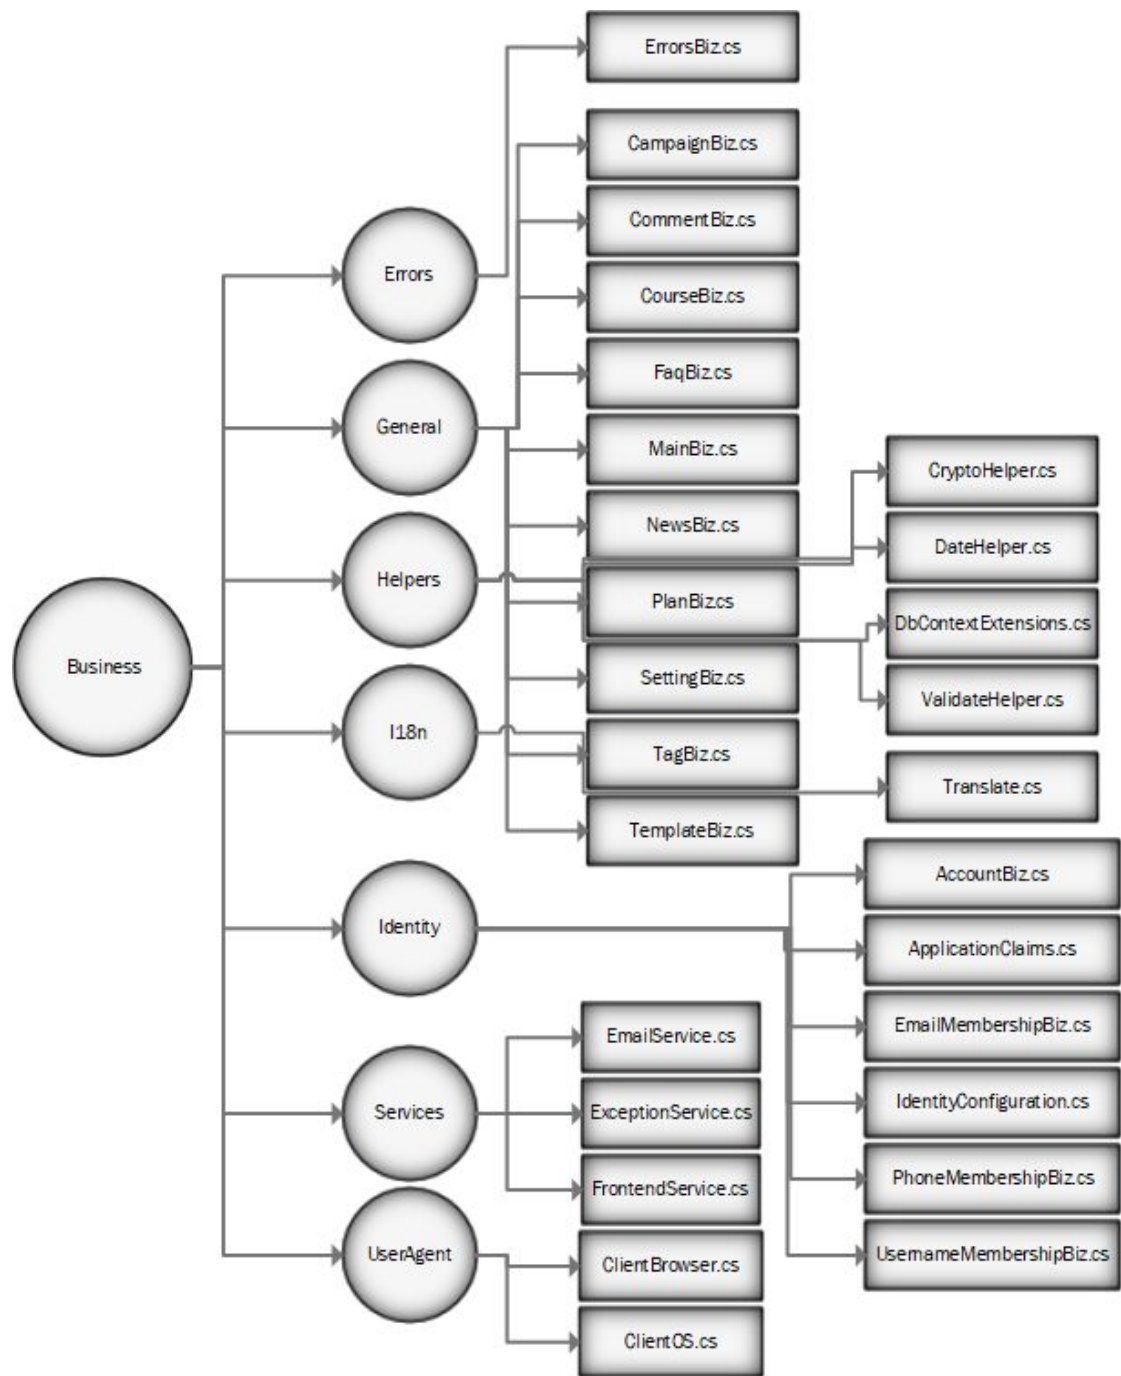 ErrorsBiz.cs
CampaignBiz.cs
CommentBiz.cs
Errors
CourseBiz.cs
FaqBiz.cs
General
MainBiz.cs
CryptoHelper.cs
NewsBiz.cs
DateHelper.cs
Helpers
PlanBiz.cs
DbContextExtensions.cs
Business
SettingBiz.cs
ValidateHelper.cs
I18n
TagBiz.cs
Translate.cs
TemplateBiz.cs
AccountBiz.cs
Identity
ApplicationClaims.cs
EmailMembershipBiz.cs
EmailService.cs
IdentityConfiguration.cs
Services
ExceptionService.cs
PhoneMembershipBiz.cs
FrontendService.cs
UserAgent
UsernameMembershipBiz.cs
ClientBrowser.cs
ClientOS.cs